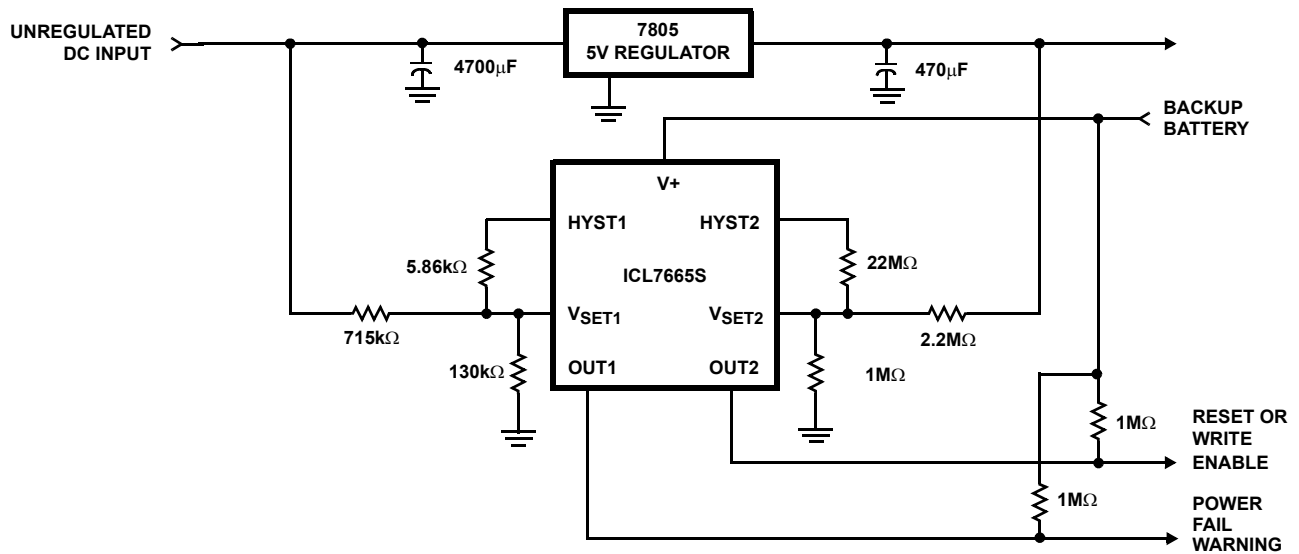 UNREGULATED
DC INPUT
4700μF
7805
5V REGULATOR
470μF
BACKUP
BATTERY
V+
HYST1
HYST2
5.86kΩ
ICL7665S
22MΩ
VSET1
VSET2
715kΩ
2.2MΩ
130kΩ
OUT1
OUT2
1MΩ
1MΩ
RESET OR
WRITE
ENABLE
1MΩ
POWER
FAIL
WARNING